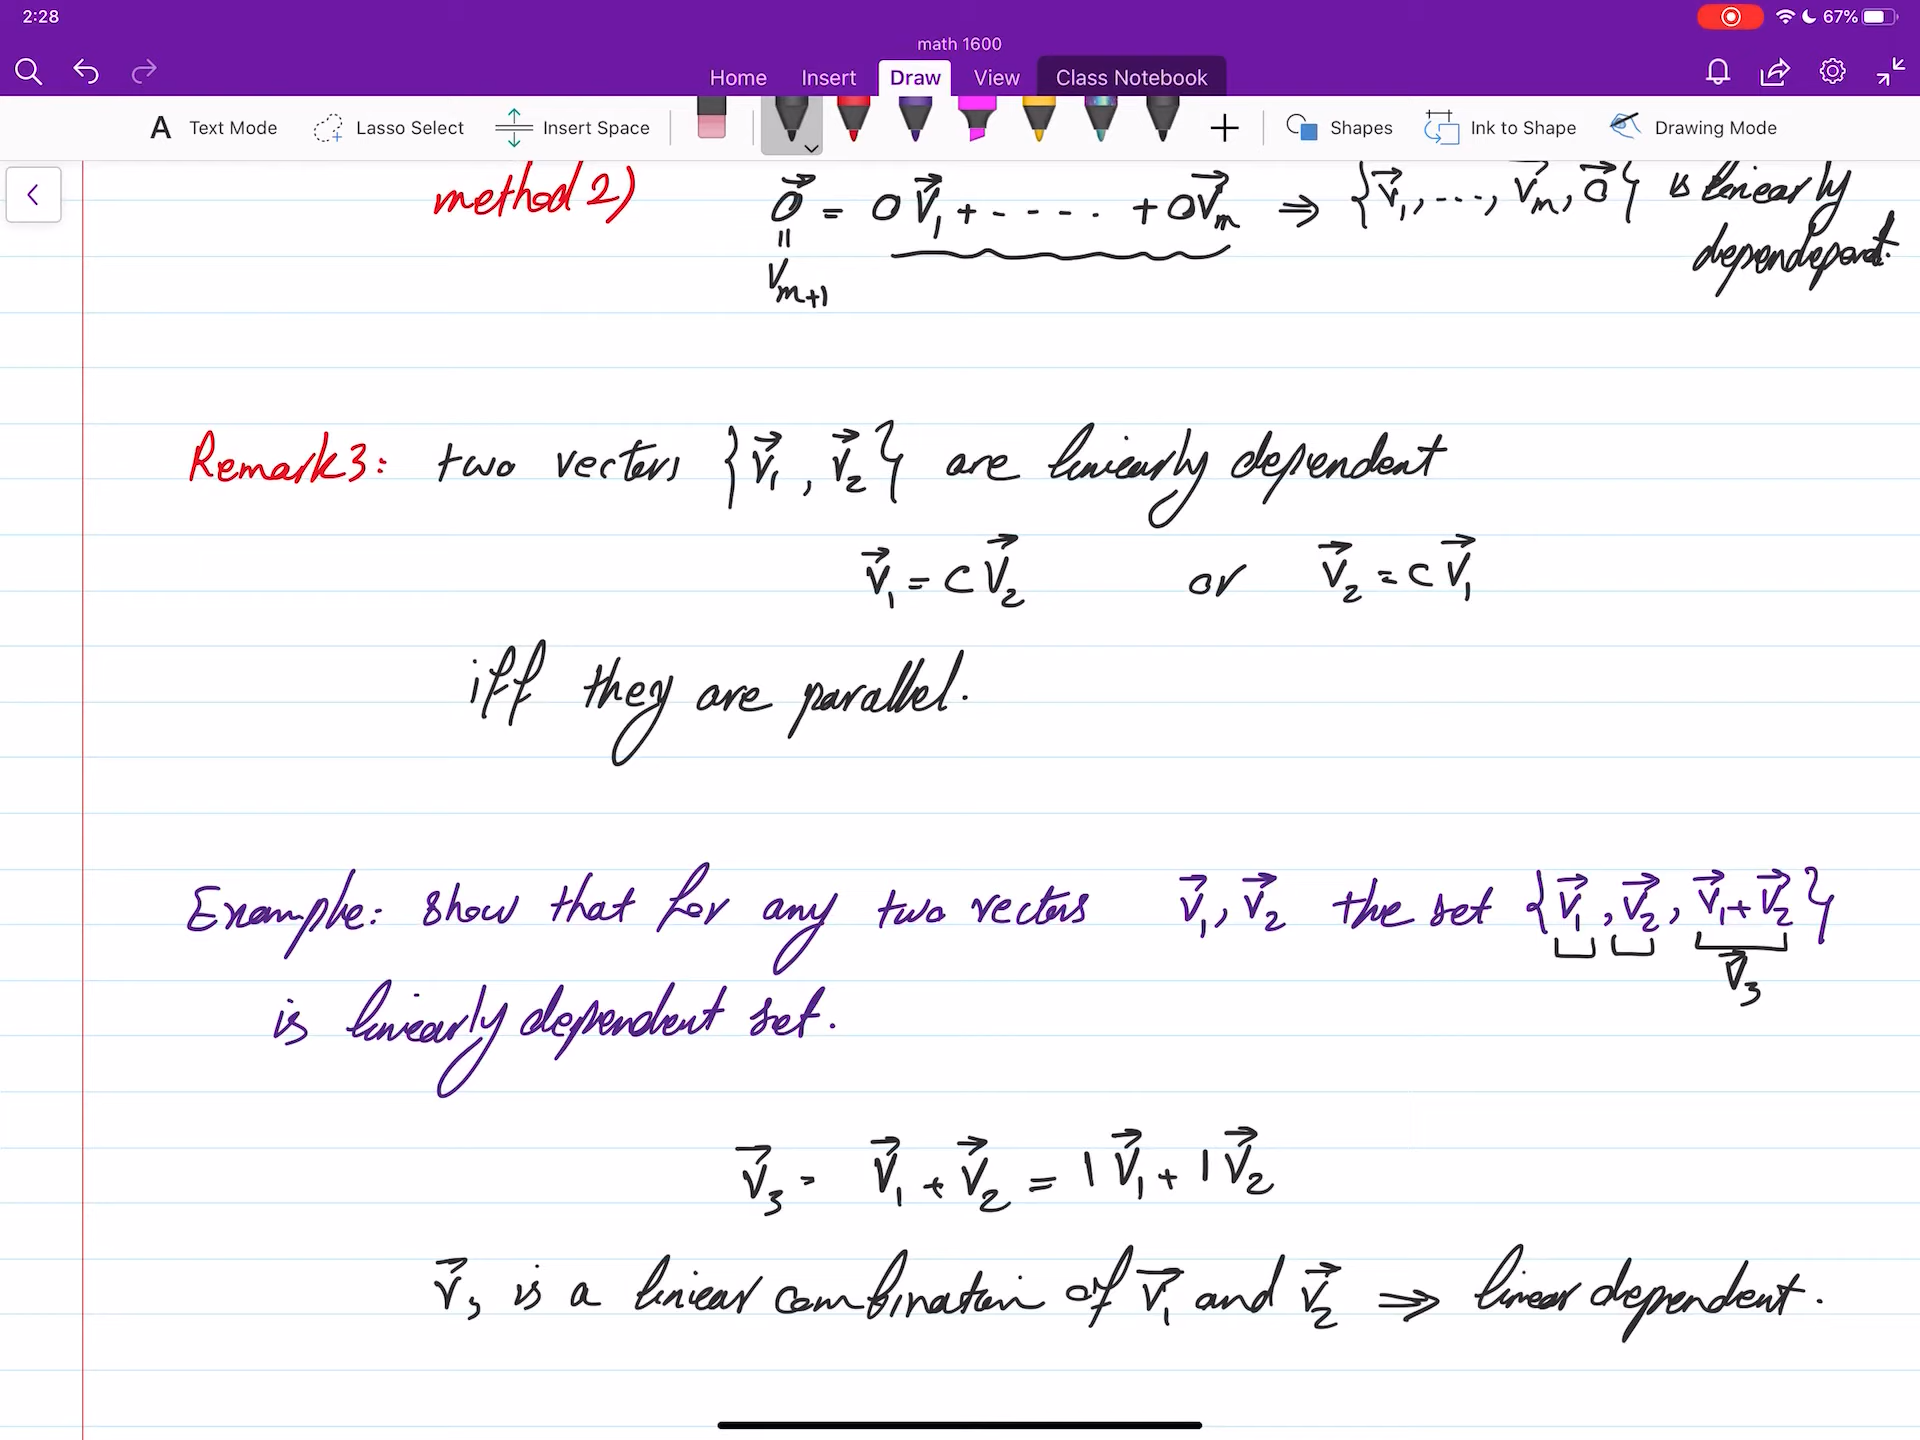 2:28
67%
math 1600
Home Insert Draw View Class Notebook
A Text Mode Lasso Select Insert Space Shapes Ink to Shape Drawing Mode
method 2) 0⃗ = 0v⃗₁ + - - - - . + 0v⃗ₘ ⇒ {v⃗₁, ..., v⃗ₘ, 0⃗} is linearly
dependepent.
=
Vₘ₊₁
Remark3: two vectors {v⃗₁, v⃗₂} are linearly dependent
v⃗₁ = c v⃗₂ or v⃗₂ = c v⃗₁
iff they are parallel.
Example: show that for any two vectors v⃗₁, v⃗₂ the set {v⃗₁, v⃗₂, v⃗₁+v⃗₂}
v⃗₃
is linearly dependent set.
v⃗₃ = v⃗₁ + v⃗₂ = 1v⃗₁ + 1v⃗₂
v⃗₃ is a linear combination of v⃗₁ and v⃗₂ ⇒ linear dependent.